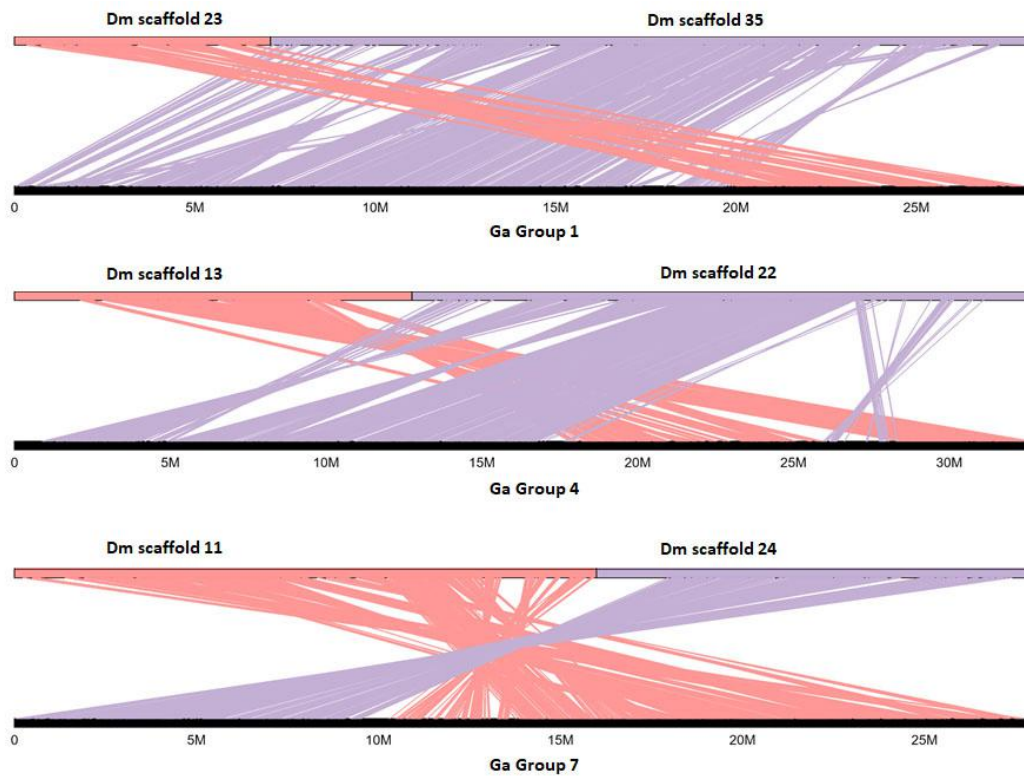 Dm scaffold 23 Dm scaffold 35
0 5M 10M 15M 20M 25M
Ga Group 1
Dm scaffold 13 Dm scaffold 22
0 5M 10M 15M 20M 25M 30M
Ga Group 4
Dm scaffold 11 Dm scaffold 24
0 5M 10M 15M 20M 25M
Ga Group 7